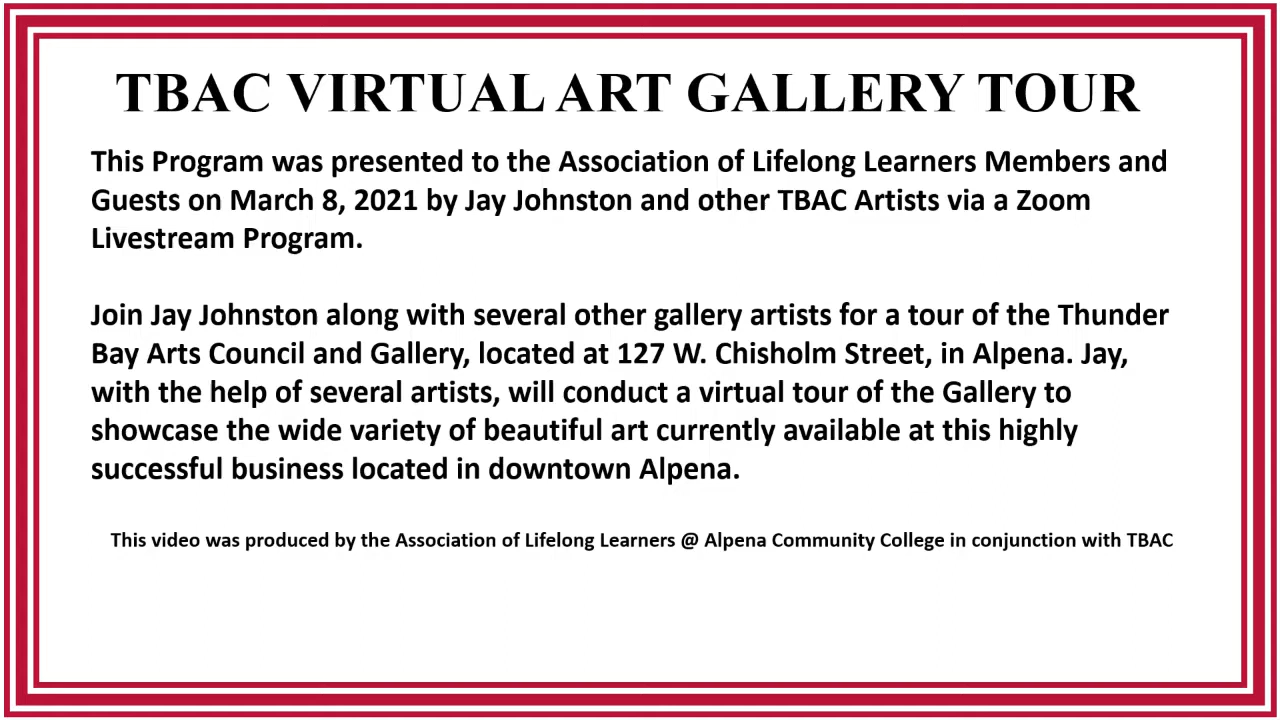 TBAC VIRTUAL ART GALLERY TOUR
This Program was presented to the Association of Lifelong Learners Members and
Guests on March 8, 2021 by Jay Johnston and other TBAC Artists via a Zoom
Livestream Program.
Join Jay Johnston along with several other gallery artists for a tour of the Thunder
Bay Arts Council and Gallery, located at 127 W. Chisholm Street, in Alpena. Jay,
with the help of several artists, will conduct a virtual tour of the Gallery to
showcase the wide variety of beautiful art currently available at this highly
successful business located in downtown Alpena.
This video was produced by the Association of Lifelong Learners @ Alpena Community College in conjunction with TBAC